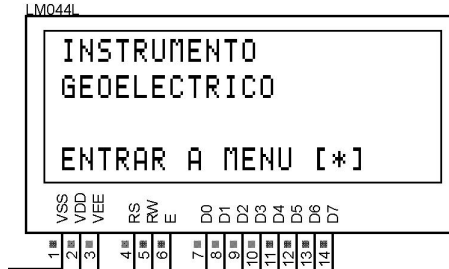 LM044L
INSTRUMENTO
GEOELECTRICO
ENTRAR A MENU [*]
VSS VDD VEE RS RW E D0 D1 D2 D3 D4 D5 D6 D7
1 2 3 4 5 6 7 8 9 10 11 12 13 14